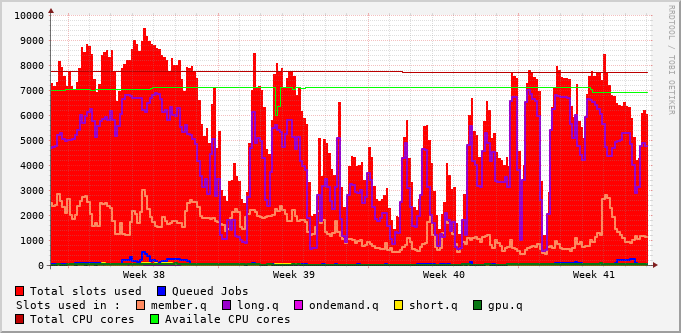 10000
9000
8000
7000
6000
5000
4000
3000
2000
1000
0
Week 38 Week 39 Week 40 Week 41
RRDTOOL / TOBI OETIKER
Total slots used Queued Jobs
Slots used in : member.q long.q ondemand.q short.q gpu.q
Total CPU cores Availale CPU cores